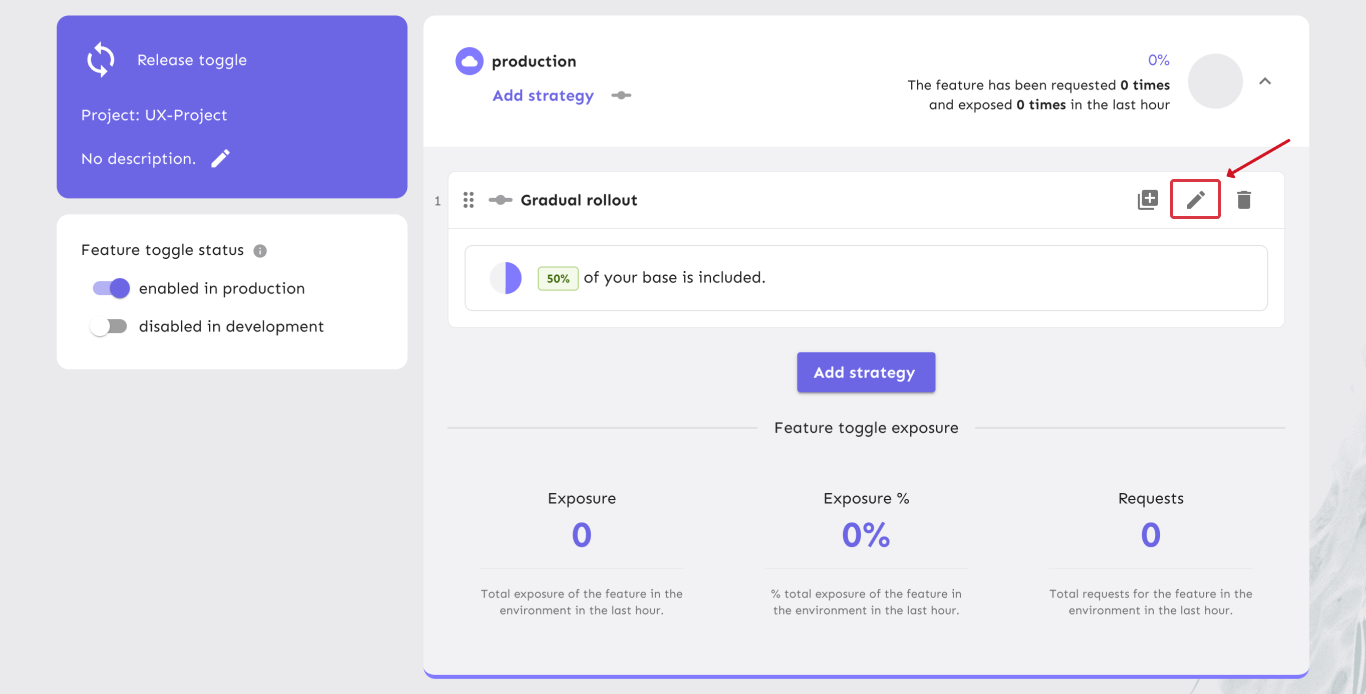 Release toggle
Project: UX-Project
No description.
Feature toggle status
enabled in production
disabled in development
production
Add strategy
0%
The feature has been requested 0 times
and exposed 0 times in the last hour
1
Gradual rollout
50% of your base is included.
Add strategy
Feature toggle exposure
Exposure
0
Total exposure of the feature in the
environment in the last hour.
Exposure %
0%
% total exposure of the feature in
the environment in the last hour.
Requests
0
Total requests for the feature in the
environment in the last hour.